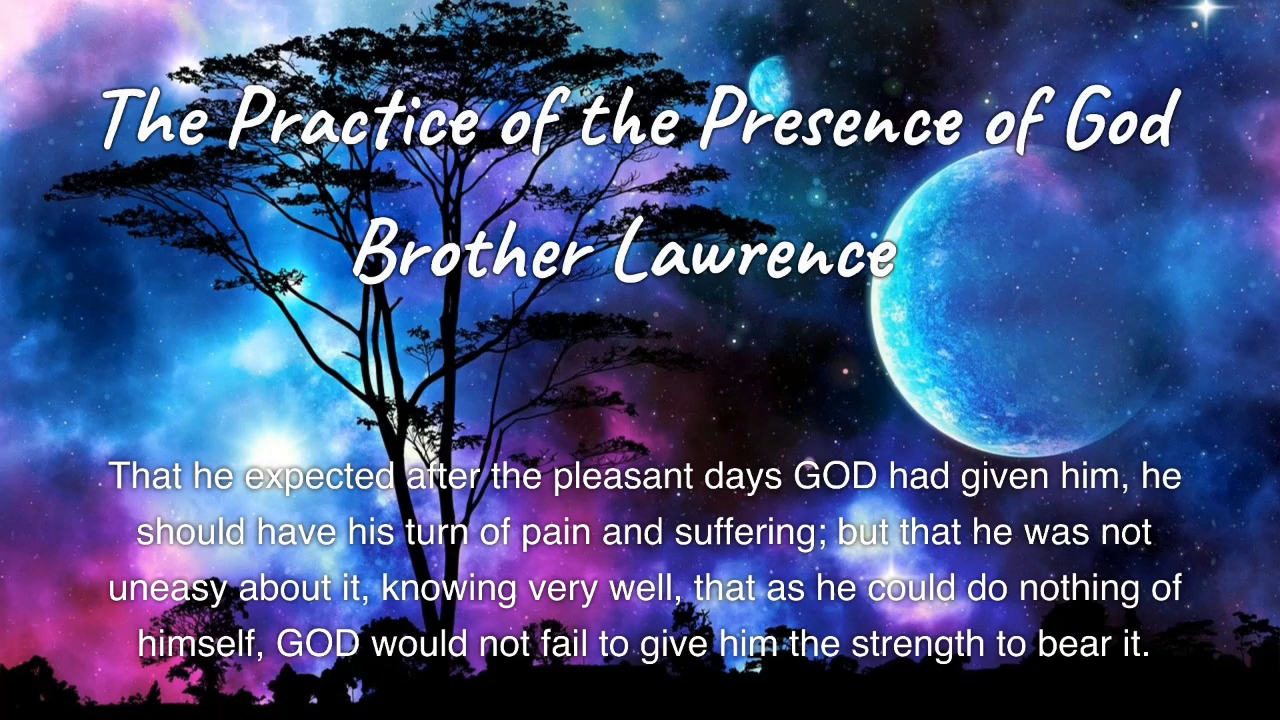 The Practice of the Presence of God
Brother Lawrence
That he expected after the pleasant days GOD had given him, he
should have his turn of pain and suffering; but that he was not
uneasy about it, knowing very well, that as he could do nothing of
himself, GOD would not fail to give him the strength to bear it.